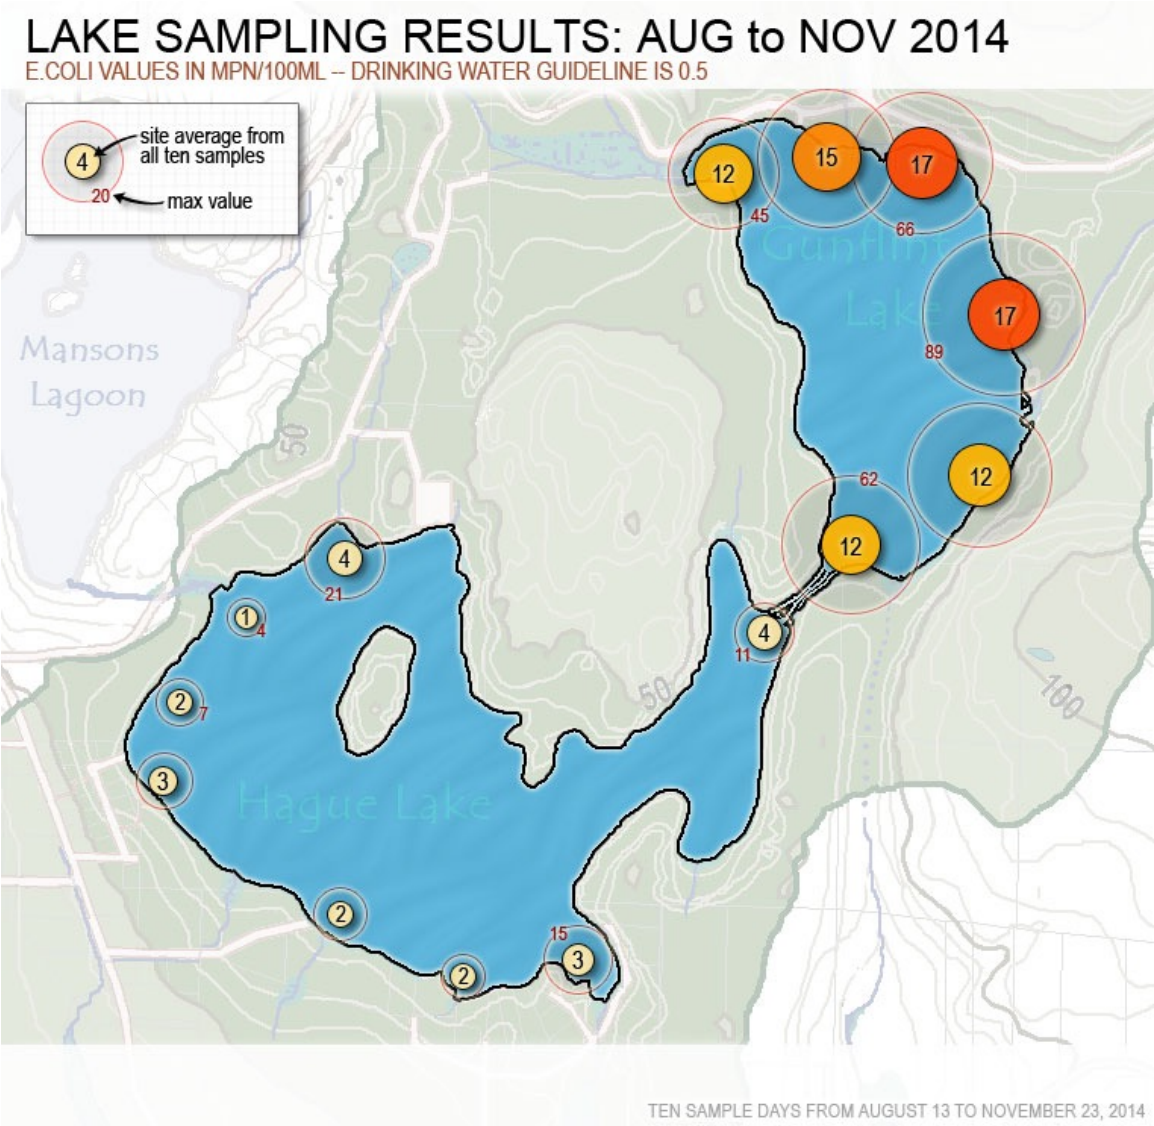 LAKE SAMPLING RESULTS: AUG to NOV 2014
E.COLI VALUES IN MPN/100ML -- DRINKING WATER GUIDELINE IS 0.5
4
site average from
all ten samples
20
max value
12
15
17
45
66
Gunflint
Lake
17
89
Mansons
Lagoon
50
12
62
12
4
21
1
4
4
11
2
7
50
100
3
Hague Lake
2
15
3
2
TEN SAMPLE DAYS FROM AUGUST 13 TO NOVEMBER 23, 2014